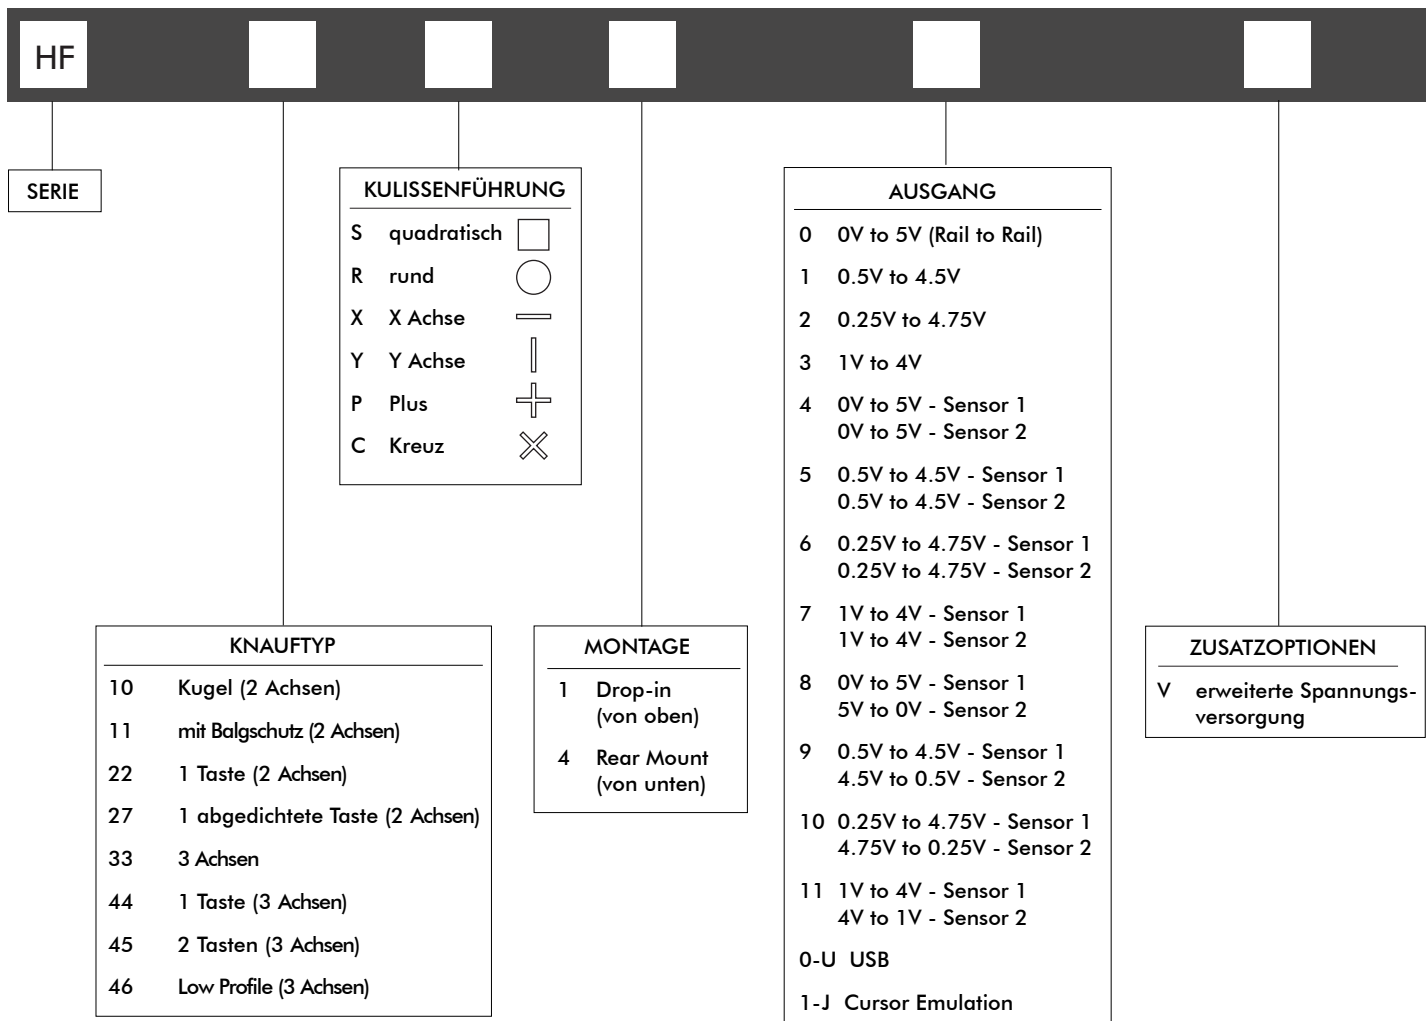 HF
SERIE
KULISSENFÜHRUNG
S quadratisch
R rund
X X Achse
Y Y Achse
P Plus
C Kreuz
AUSGANG
0 0V to 5V (Rail to Rail)
1 0.5V to 4.5V
2 0.25V to 4.75V
3 1V to 4V
4 0V to 5V - Sensor 1
0V to 5V - Sensor 2
5 0.5V to 4.5V - Sensor 1
0.5V to 4.5V - Sensor 2
6 0.25V to 4.75V - Sensor 1
0.25V to 4.75V - Sensor 2
7 1V to 4V - Sensor 1
1V to 4V - Sensor 2
8 0V to 5V - Sensor 1
5V to 0V - Sensor 2
9 0.5V to 4.5V - Sensor 1
4.5V to 0.5V - Sensor 2
10 0.25V to 4.75V - Sensor 1
4.75V to 0.25V - Sensor 2
11 1V to 4V - Sensor 1
4V to 1V - Sensor 2
0-U USB
1-J Cursor Emulation
KNAUFTYP
10 Kugel (2 Achsen)
11 mit Balgschutz (2 Achsen)
22 1 Taste (2 Achsen)
27 1 abgedichtete Taste (2 Achsen)
33 3 Achsen
44 1 Taste (3 Achsen)
45 2 Tasten (3 Achsen)
46 Low Profile (3 Achsen)
MONTAGE
1 Drop-in
(von oben)
4 Rear Mount
(von unten)
ZUSATZOPTIONEN
V erweiterte Spannungs-
versorgung